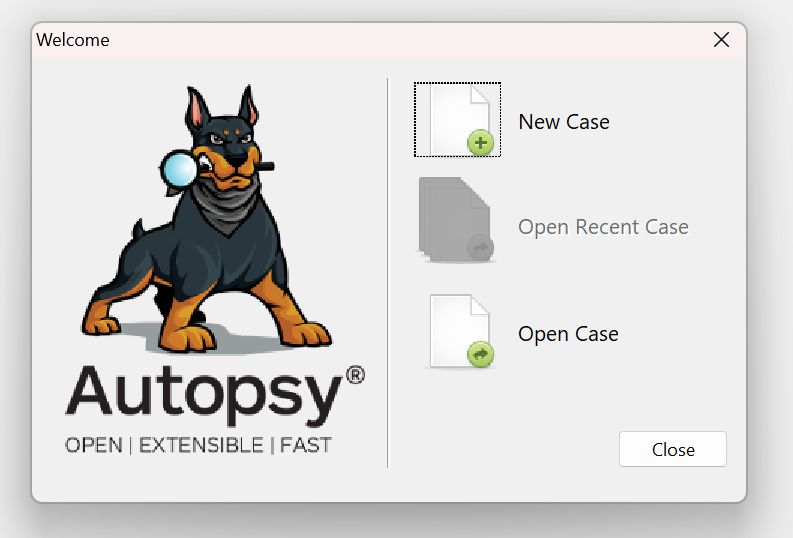 Welcome
New Case
Open Recent Case
Open Case
Autopsy®
OPEN | EXTENSIBLE | FAST
Close